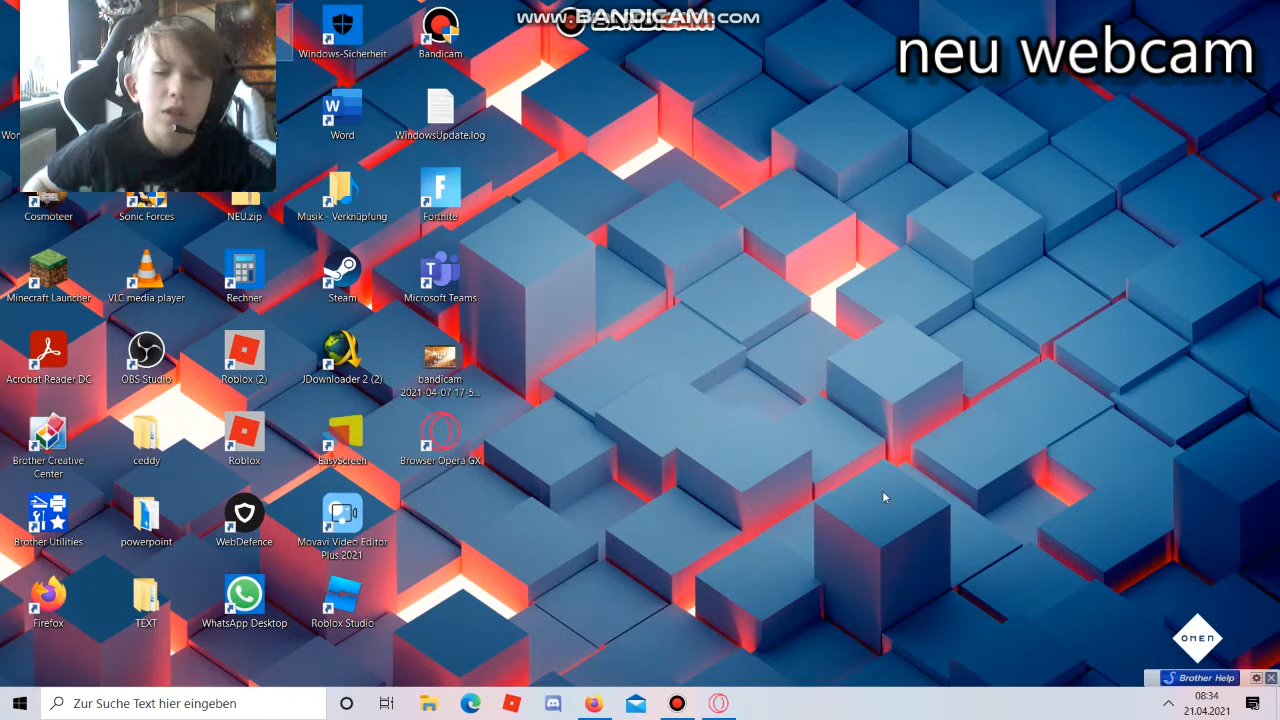 www.BANDICAM.com
neu webcam
Windows-Sicherheit
Bandicam
Word
WindowsUpdate.log
Cosmoteer
Sonic Forces
NEU.zip
Musik - Verknüpfung
Fortnite
Minecraft Launcher
VLC media player
Rechner
Steam
Microsoft Teams
Acrobat Reader DC
OBS Studio
Roblox (2)
JDownloader 2 (2)
bandicam
2021-04-07 17-5...
Brother Creative
Center
ceddy
Roblox
EasyScreen
Browser Opera GX
Brother Utilities
powerpoint
WebDefence
Movavi Video Editor
Plus 2021
Firefox
TEXT
WhatsApp Desktop
Roblox Studio
OMEN
Brother Help
Zur Suche Text hier eingeben
08:34
21.04.2021